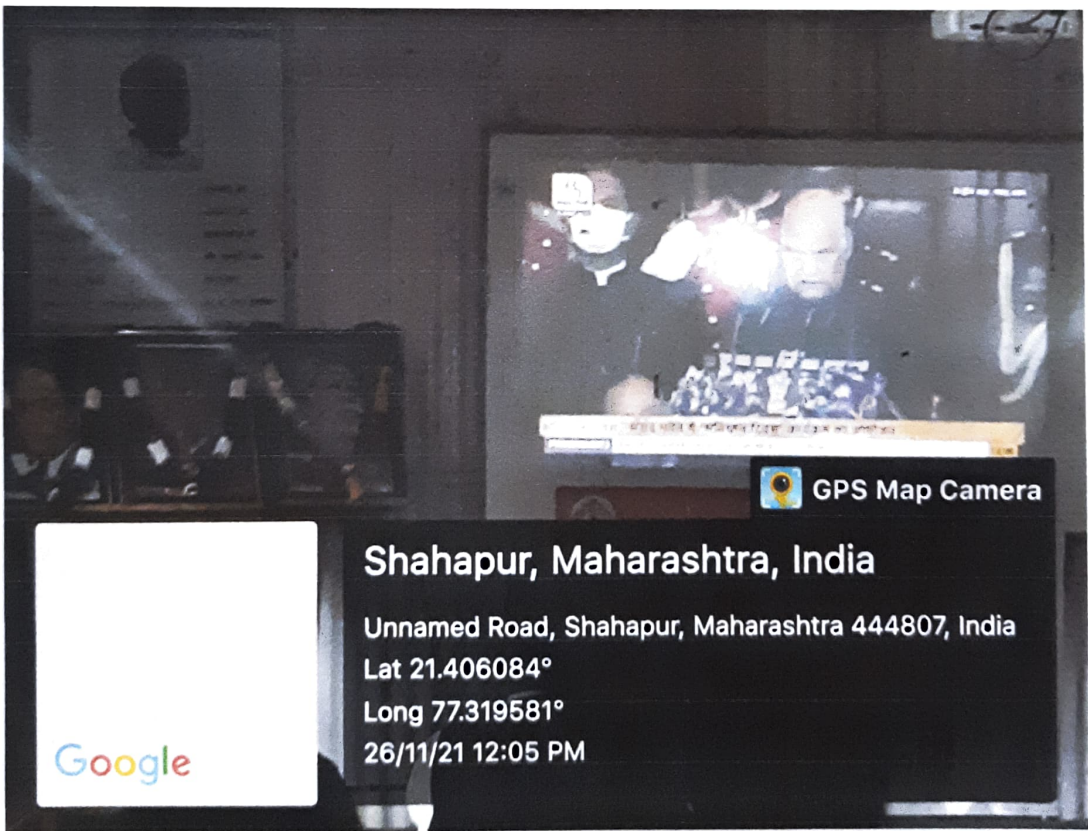 GPS Map Camera
Shahapur, Maharashtra, India
Unnamed Road, Shahapur, Maharashtra 444807, India
Lat 21.406084°
Long 77.319581°
26/11/21 12:05 PM
Google